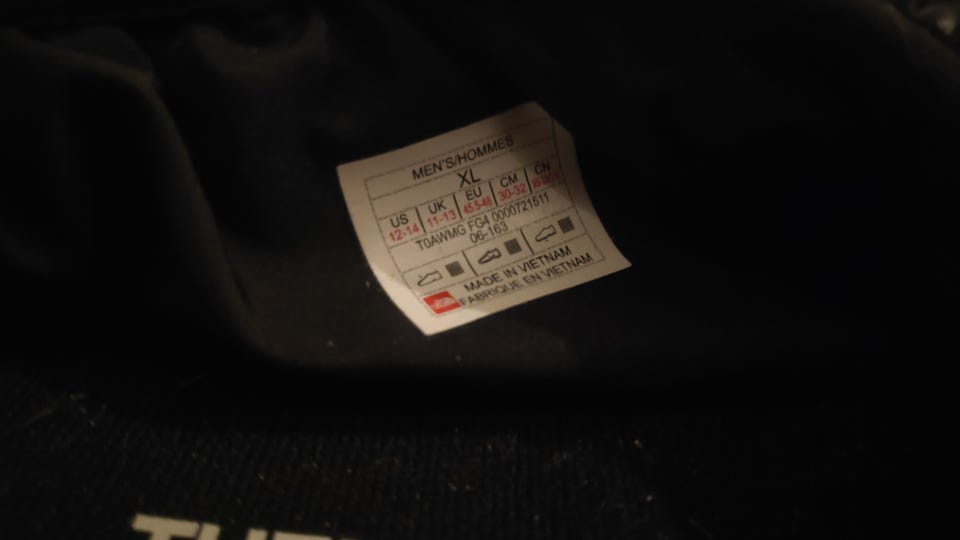 MEN'S/HOMMES
XL
US UK EU CM CN
12-14 11-13 45.5-48 30-32
T0AWMG FG4 0000721511
06-163
MADE IN VIETNAM
FABRIQUE EN VIETNAM